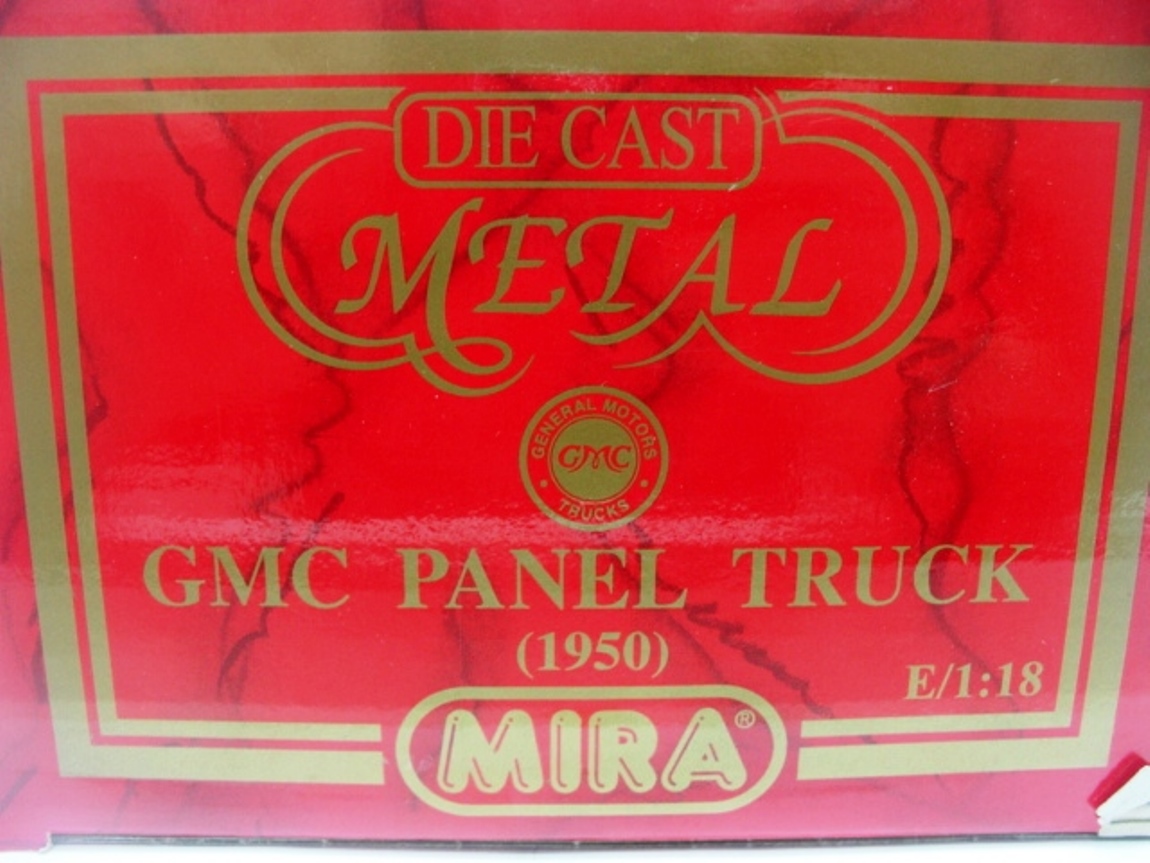 DIE CAST
METAL
GENERAL MOTORS
GMC
TRUCKS
GMC PANEL TRUCK
(1950)
E/1:18
MIRA®